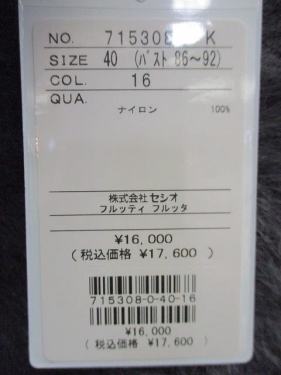 NO. 715308 K
SIZE 40 (バスト 86～92)
COL. 16
QUA.
ナイロン 100%
株式会社セシオ
フルッティ フルッタ
¥16,000
(税込価格 ¥17,600 )
715308-0-40-16
¥16,000
(税込価格 ¥17,600 )